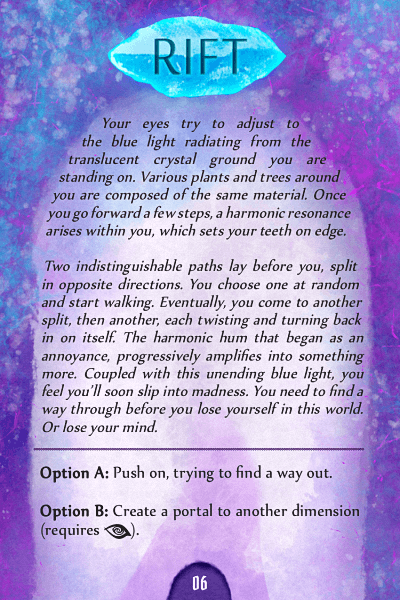 RIFT
Your eyes try to adjust to
the blue light radiating from the
translucent crystal ground you are
standing on. Various plants and trees around
you are composed of the same material. Once
you go forward a few steps, a harmonic resonance
arises within you, which sets your teeth on edge.
Two indistinguishable paths lay before you, split
in opposite directions. You choose one at random
and start walking. Eventually, you come to another
split, then another, each twisting and turning back
in on itself. The harmonic hum that began as an
annoyance, progressively amplifies into something
more. Coupled with this unending blue light, you
feel you'll soon slip into madness. You need to find a
way through before you lose yourself in this world.
Or lose your mind.
Option A: Push on, trying to find a way out.
Option B: Create a portal to another dimension
(requires ).
06